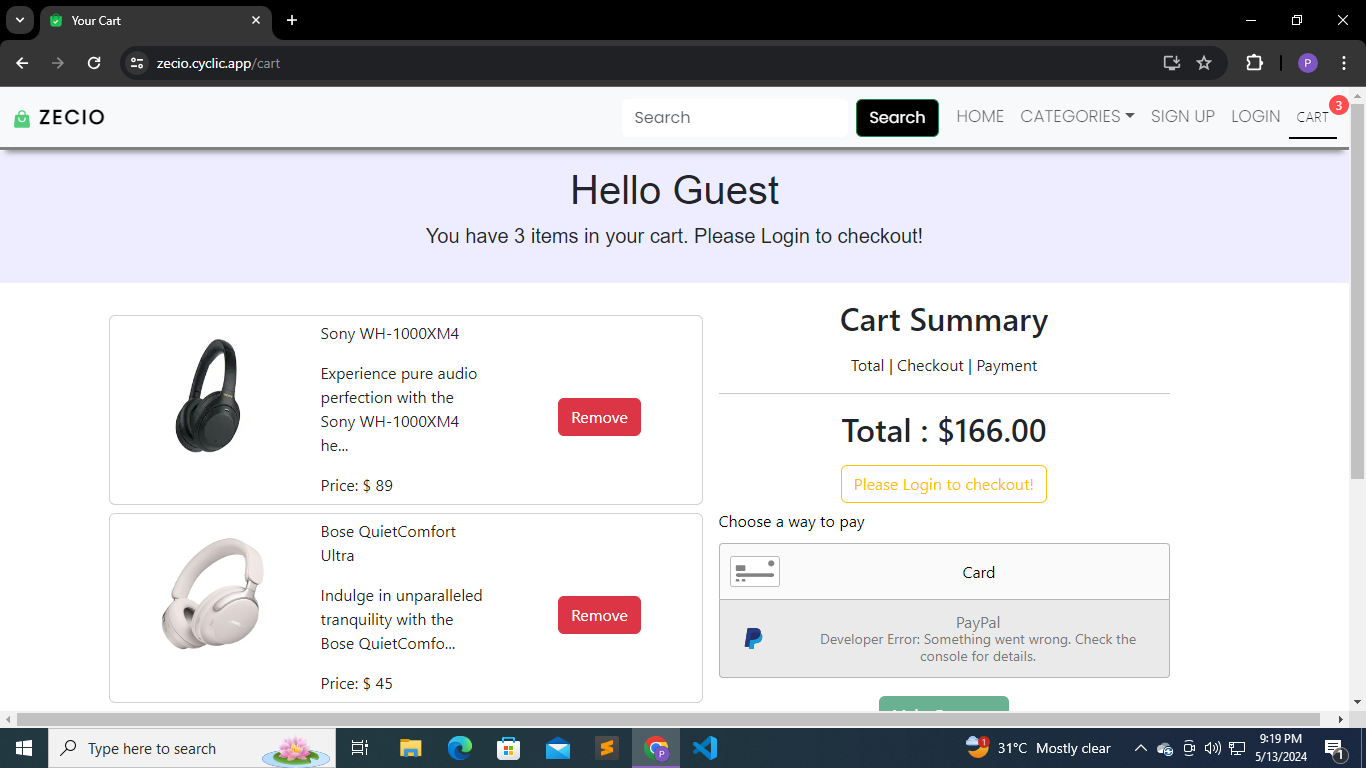 Your Cart
zecio.cyclic.app/cart
P
ZECIO
Search
Search
HOME
CATEGORIES
SIGN UP
LOGIN
CART
3
Hello Guest
You have 3 items in your cart. Please Login to checkout!
Sony WH-1000XM4
Experience pure audio
perfection with the
Sony WH-1000XM4
he...
Price: $ 89
Remove
Bose QuietComfort
Ultra
Indulge in unparalleled
tranquility with the
Bose QuietComfo...
Price: $ 45
Remove
Cart Summary
Total | Checkout | Payment
Total : $166.00
Please Login to checkout!
Choose a way to pay
Card
PayPal
Developer Error: Something went wrong. Check the
console for details.
Type here to search
P
1
31°C Mostly clear
9:19 PM
5/13/2024
1